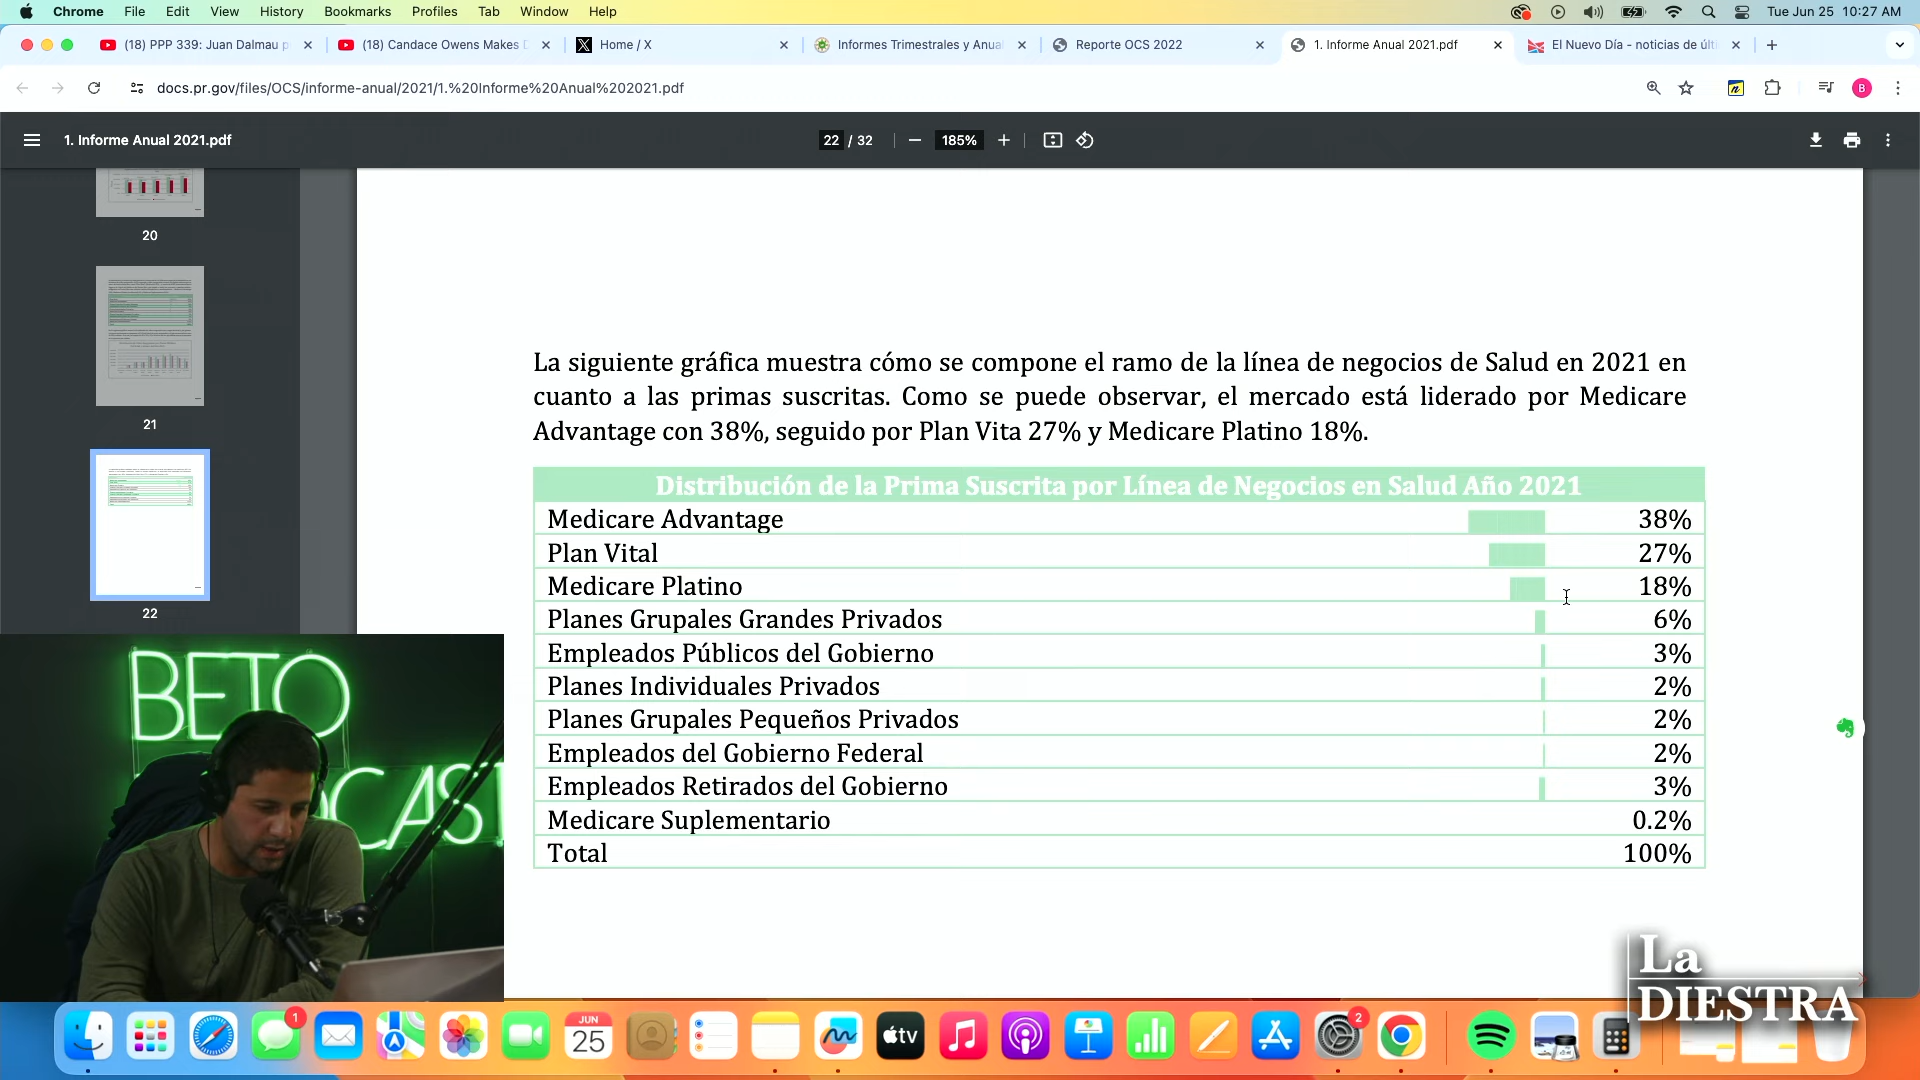 Chrome File Edit View History Bookmarks Profiles Tab Window Help Tue Jun 25 10:27 AM
(18) PPP 339: Juan Dalmau p (18) Candace Owens Makes D Home / X Informes Trimestrales y Anual Reporte OCS 2022 1. Informe Anual 2021.pdf El Nuevo Día - noticias de últi
docs.pr.gov/files/OCS/informe-anual/2021/1.%20Informe%20Anual%202021.pdf B
1. Informe Anual 2021.pdf 22 / 32 185%
20
21
22
La siguiente gráfica muestra cómo se compone el ramo de la línea de negocios de Salud en 2021 en
cuanto a las primas suscritas. Como se puede observar, el mercado está liderado por Medicare
Advantage con 38%, seguido por Plan Vita 27% y Medicare Platino 18%.
Distribución de la Prima Suscrita por Línea de Negocios en Salud Año 2021
Medicare Advantage 38%
Plan Vital 27%
Medicare Platino 18%
Planes Grupales Grandes Privados 6%
Empleados Públicos del Gobierno 3%
Planes Individuales Privados 2%
Planes Grupales Pequeños Privados 2%
Empleados del Gobierno Federal 2%
Empleados Retirados del Gobierno 3%
Medicare Suplementario 0.2%
Total 100%
BETO
La
DIESTRA
1
JUN
25
tv
2